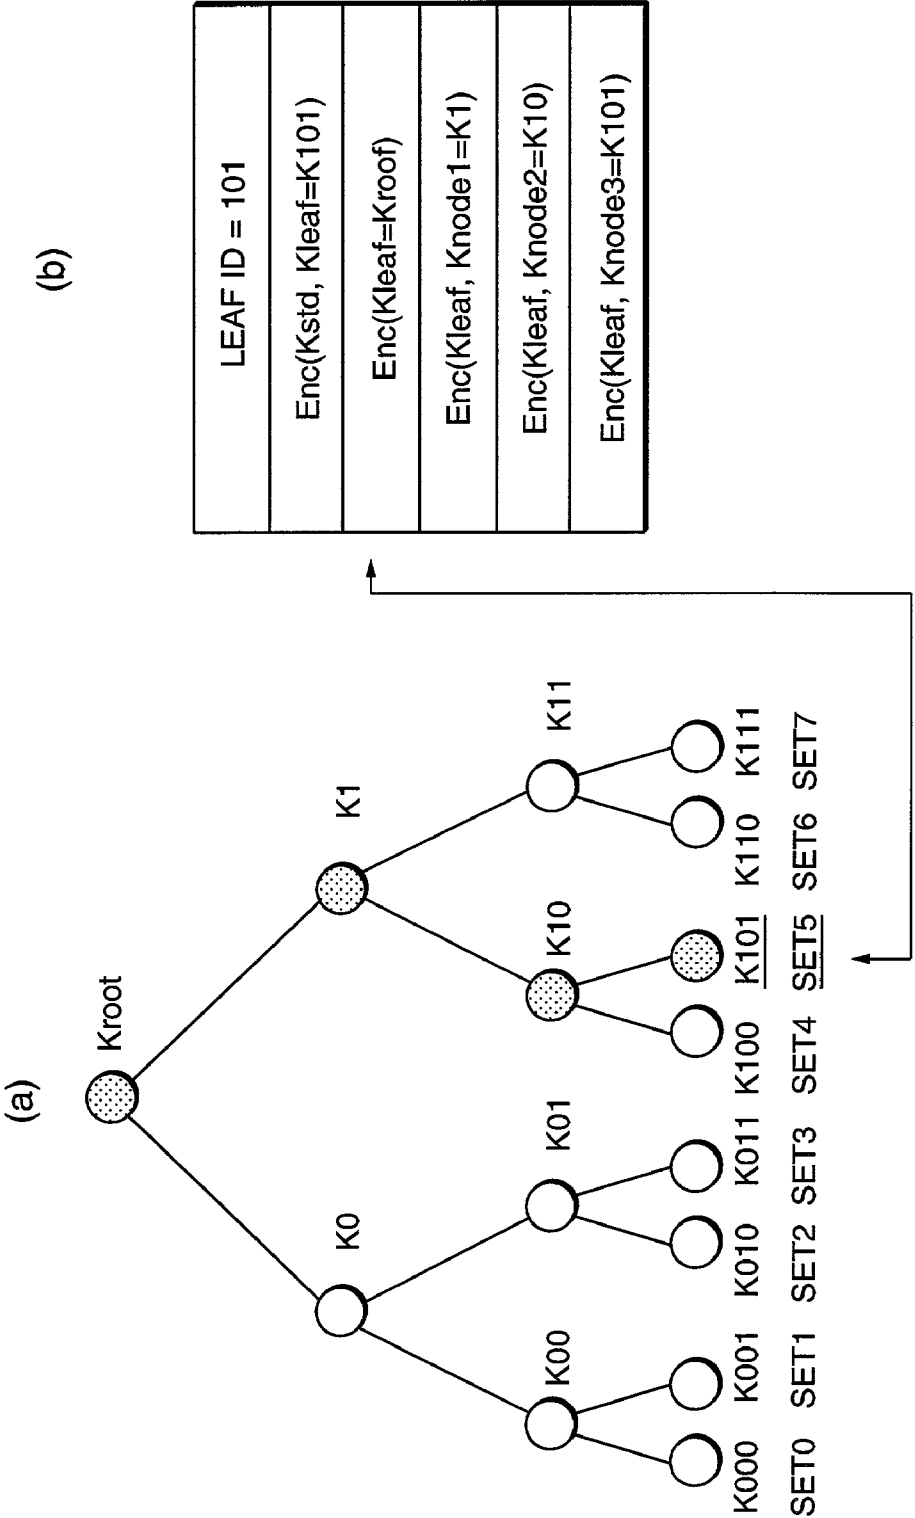 (a)
Kroot
K0
K1
K00
K01
K10
K11
K000 K001 K010 K011 K100 K101 K110 K111
SET0 SET1 SET2 SET3 SET4 SET5 SET6 SET7
(b)
LEAF ID = 101
Enc(Kstd, Kleaf=K101)
Enc(Kleaf=Kroof)
Enc(Kleaf, Knode1=K1)
Enc(Kleaf, Knode2=K10)
Enc(Kleaf, Knode3=K101)